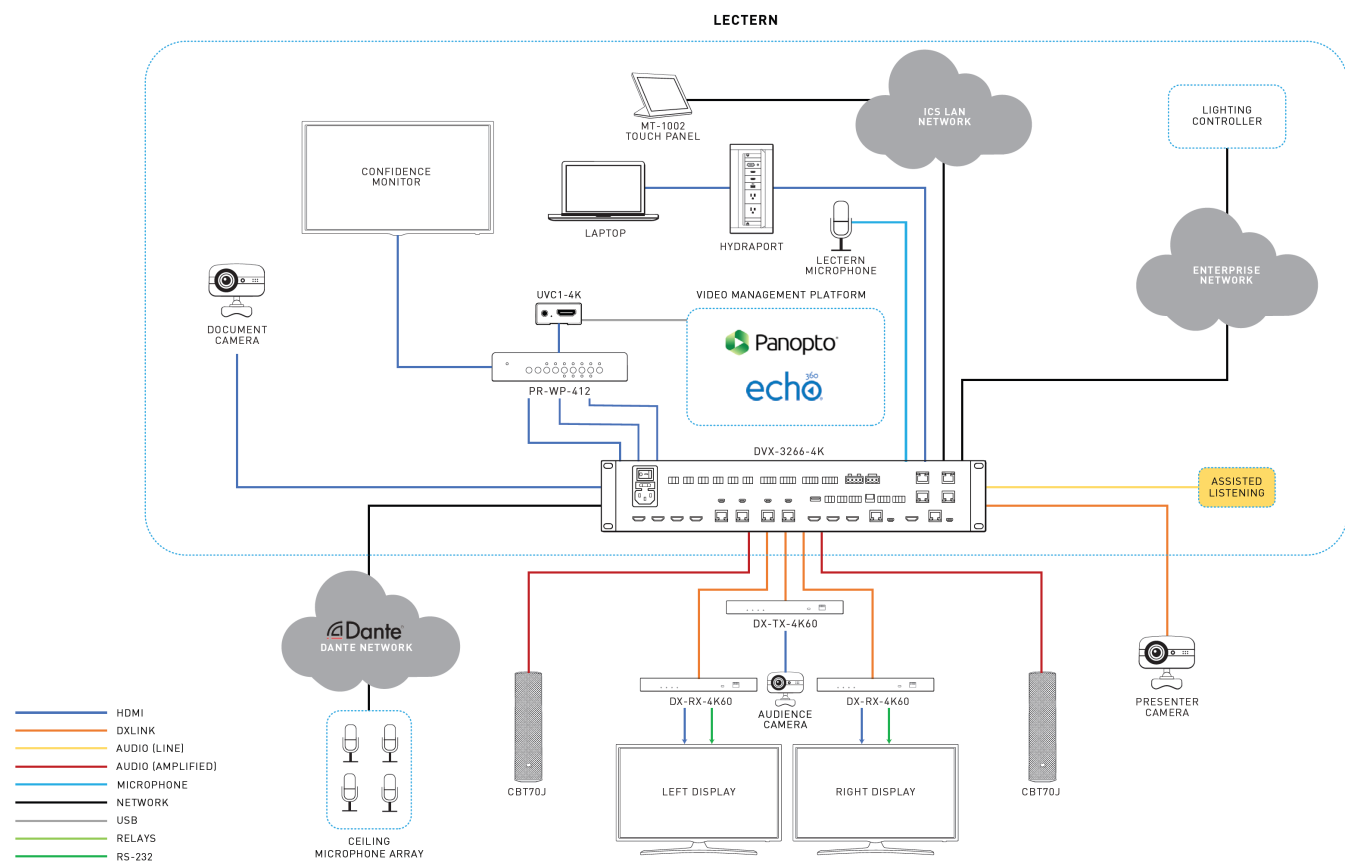 LECTERN
MT-1002
TOUCH PANEL
ICS LAN
NETWORK
LIGHTING
CONTROLLER
CONFIDENCE
MONITOR
LAPTOP
HYDRAPORT
LECTERN
MICROPHONE
ENTERPRISE
NETWORK
DOCUMENT
CAMERA
UVC1-4K
VIDEO MANAGEMENT PLATFORM
Panopto
echo360
PR-WP-412
DVX-3266-4K
ASSISTED
LISTENING
Dante
DANTE NETWORK
DX-TX-4K60
DX-RX-4K60
AUDIENCE
CAMERA
DX-RX-4K60
PRESENTER
CAMERA
CBT70J
LEFT DISPLAY
RIGHT DISPLAY
CBT70J
CEILING
MICROPHONE ARRAY
HDMI
DXLINK
AUDIO (LINE)
AUDIO (AMPLIFIED)
MICROPHONE
NETWORK
USB
RELAYS
RS-232